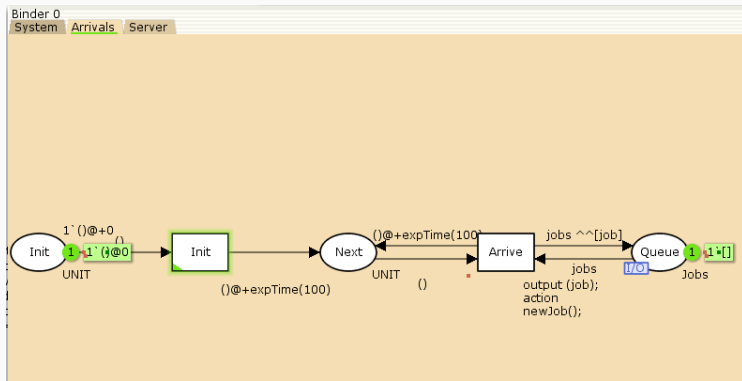 Binder 0
System Arrivals Server
1`()@+0
()
Init
1
1`()@0
UNIT
Init
()@+expTime(100)
Next
UNIT
()@+expTime(100)
()
Arrive
output (job);
action
newJob();
jobs ^^[job]
jobs
Queue
1
1`[]
I/O
Jobs